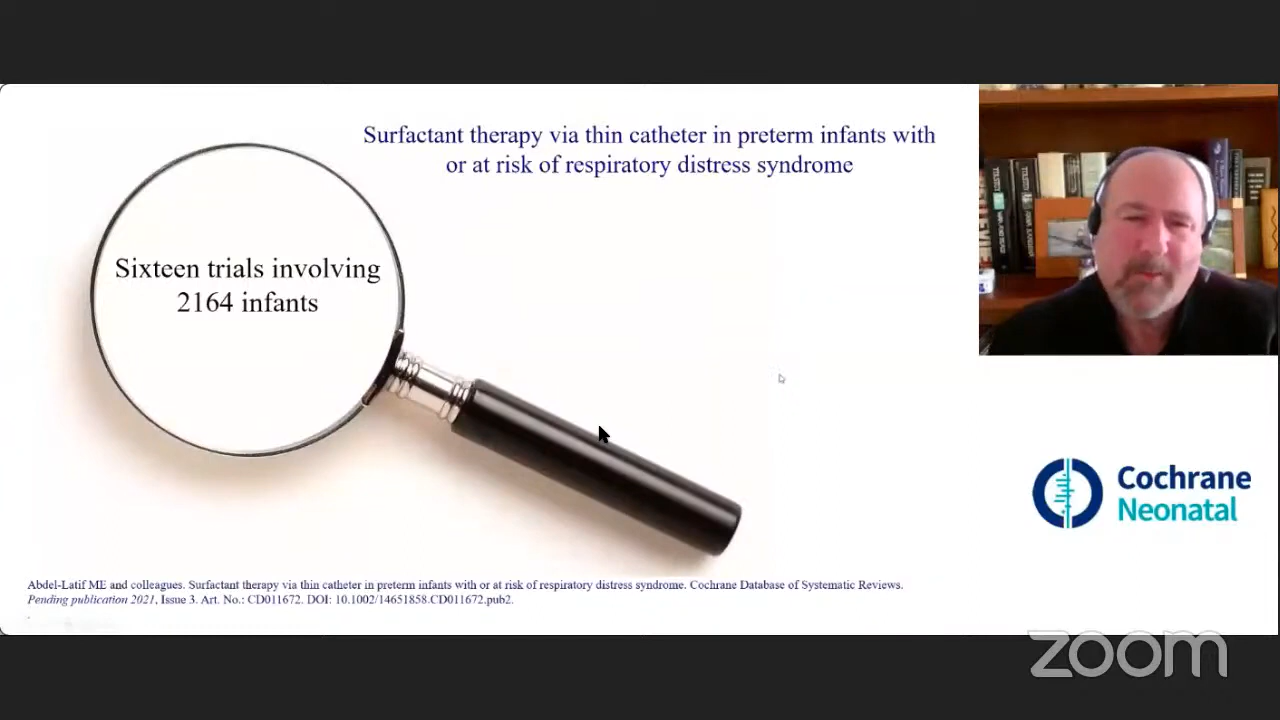 Surfactant therapy via thin catheter in preterm infants with
or at risk of respiratory distress syndrome
Sixteen trials involving
2164 infants
Cochrane
Neonatal
Abdel-Latif ME and colleagues. Surfactant therapy via thin catheter in preterm infants with or at risk of respiratory distress syndrome. Cochrane Database of Systematic Reviews.
Pending publication 2021, Issue 3. Art. No.: CD011672. DOI: 10.1002/14651858.CD011672.pub2.
.
zoom